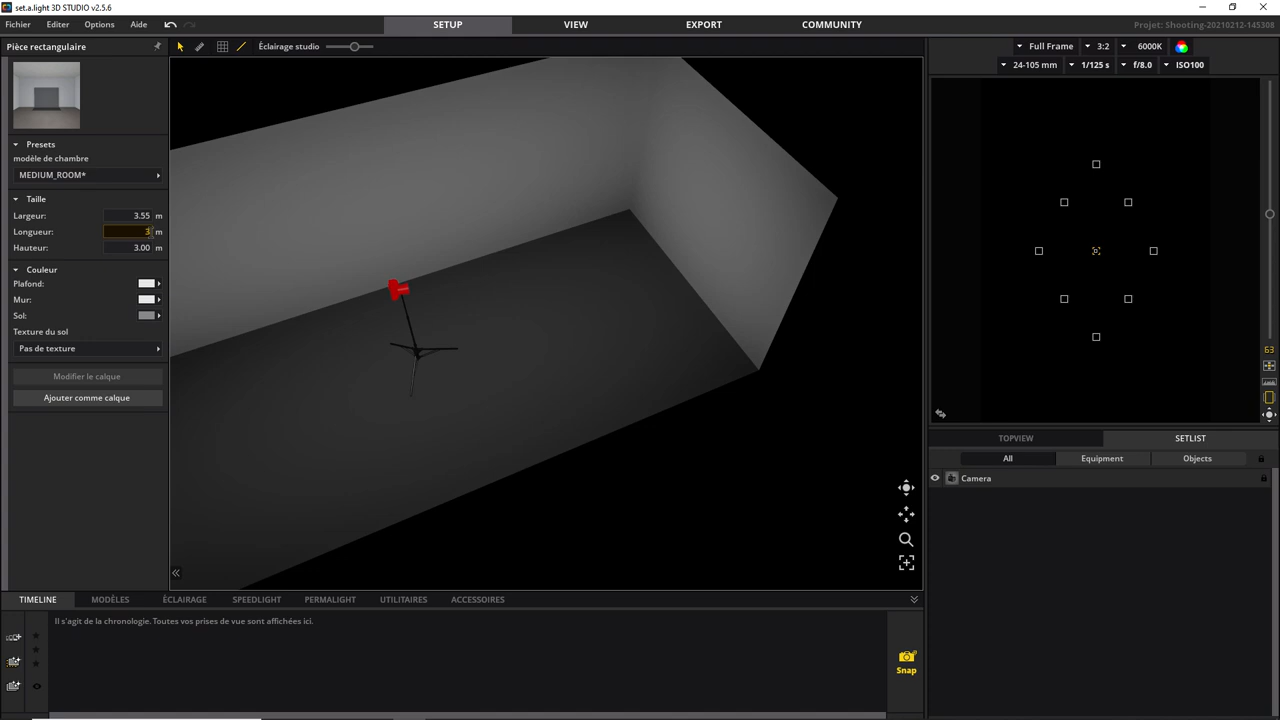 set.a.light 3D STUDIO v2.5.6
Fichier Editer Options Aide SETUP VIEW EXPORT COMMUNITY Projet: Shooting-20210212-145308
Pièce rectangulaire Éclairage studio Full Frame 3:2 6000K
24-105 mm 1/125 s f/8.0 ISO100
Presets
modèle de chambre
MEDIUM_ROOM*
Taille
Largeur: 3.55 m
Longueur: 3 m
Hauteur: 3.00 m
Couleur
Plafond:
Mur:
Sol:
Texture du sol
Pas de texture
Modifier le calque
Ajouter comme calque
63
TOPVIEW SETLIST
All Equipment Objects
Camera
TIMELINE MODÈLES ÉCLAIRAGE SPEEDLIGHT PERMALIGHT UTILITAIRES ACCESSOIRES
Il s'agit de la chronologie. Toutes vos prises de vue sont affichées ici.
Snap